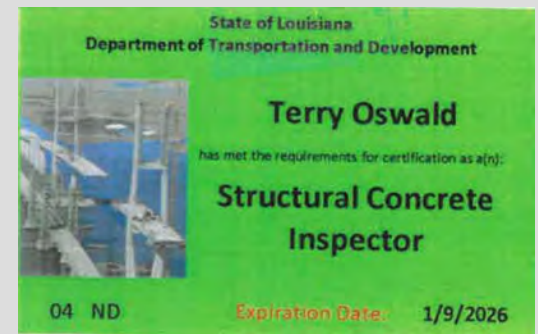 State of Louisiana
Department of Transportation and Development
Terry Oswald
has met the requirements for certification as a(n):
Structural Concrete
Inspector
04 ND
Expiration Date: 1/9/2026